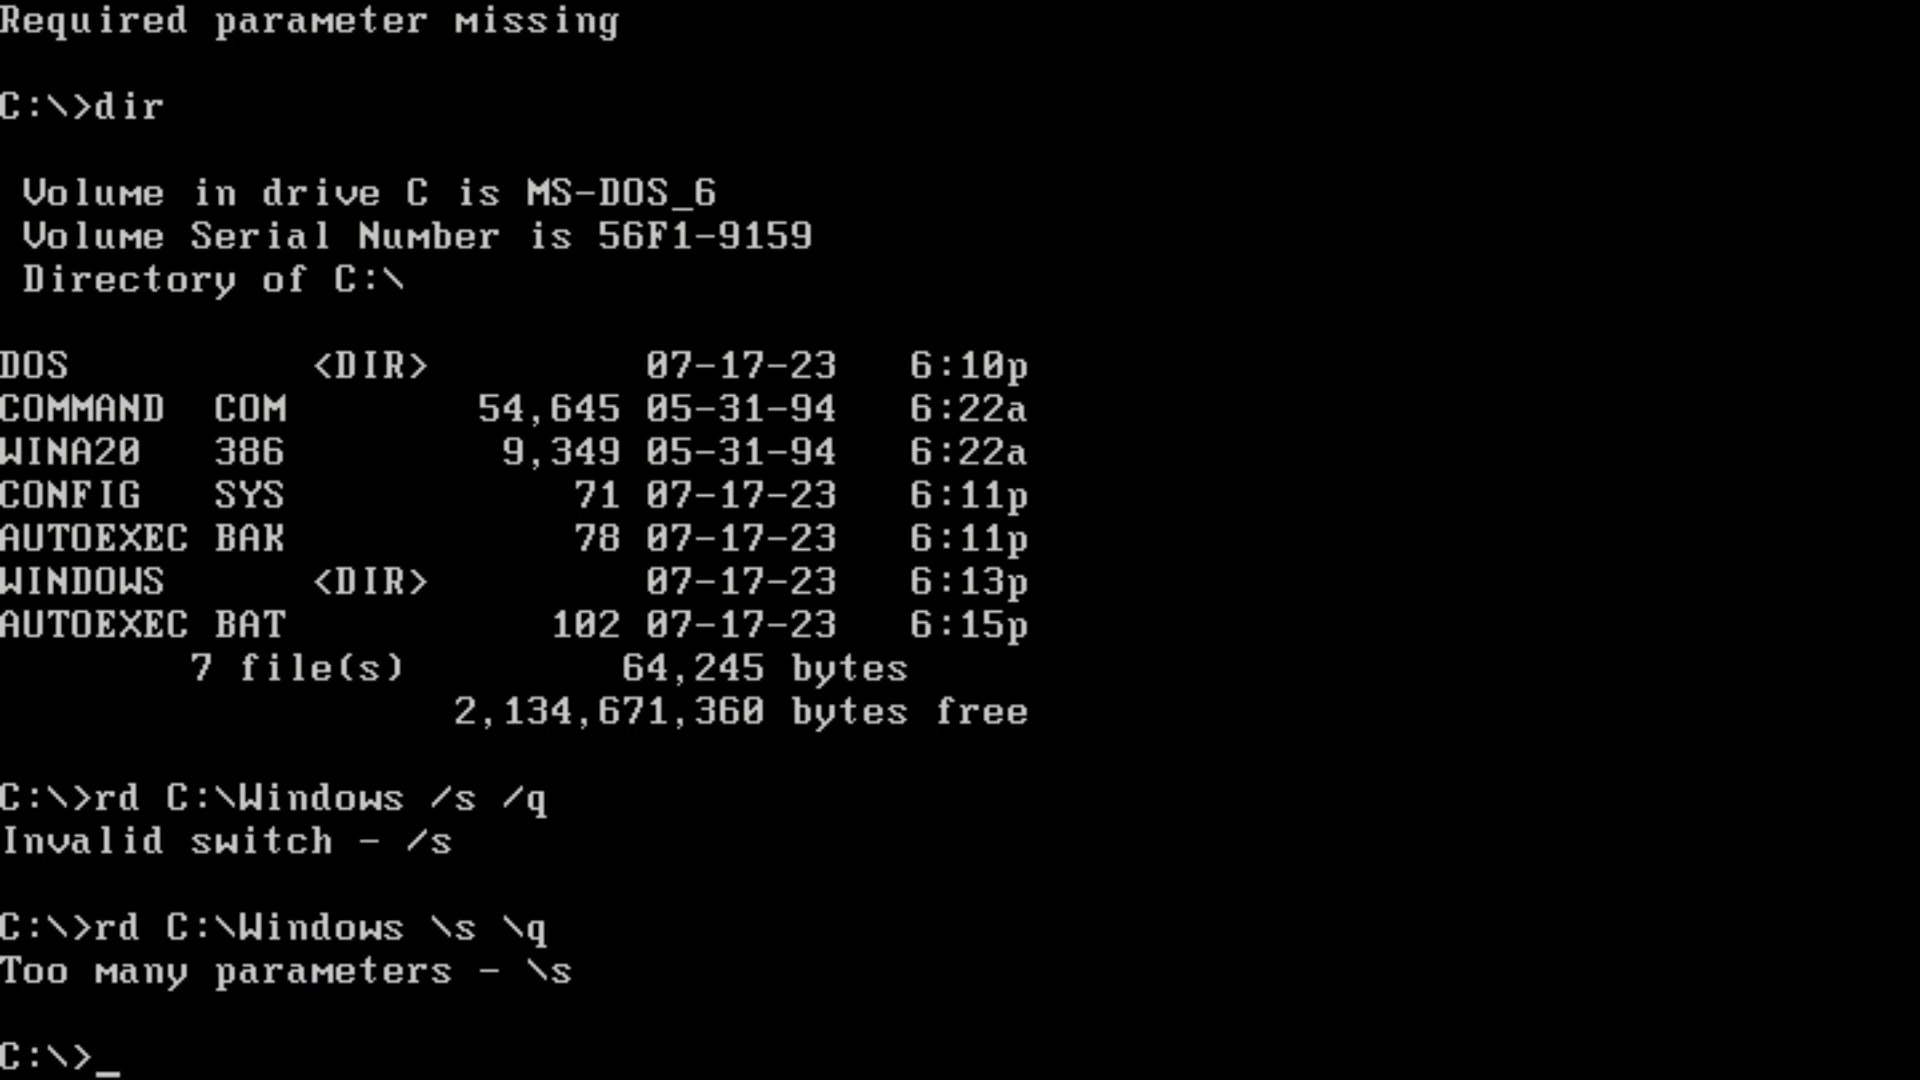 Required parameter missing
C:\>dir
Volume in drive C is MS-DOS_6
Volume Serial Number is 56F1-9159
Directory of C:\
DOS <DIR> 07-17-23 6:10p
COMMAND COM 54,645 05-31-94 6:22a
WINA20 386 9,349 05-31-94 6:22a
CONFIG SYS 71 07-17-23 6:11p
AUTOEXEC BAK 78 07-17-23 6:11p
WINDOWS <DIR> 07-17-23 6:13p
AUTOEXEC BAT 102 07-17-23 6:15p
7 file(s) 64,245 bytes
2,134,671,360 bytes free
C:\>rd C:\Windows /s /q
Invalid switch - /s
C:\>rd C:\Windows \s \q
Too many parameters - \s
C:\>_